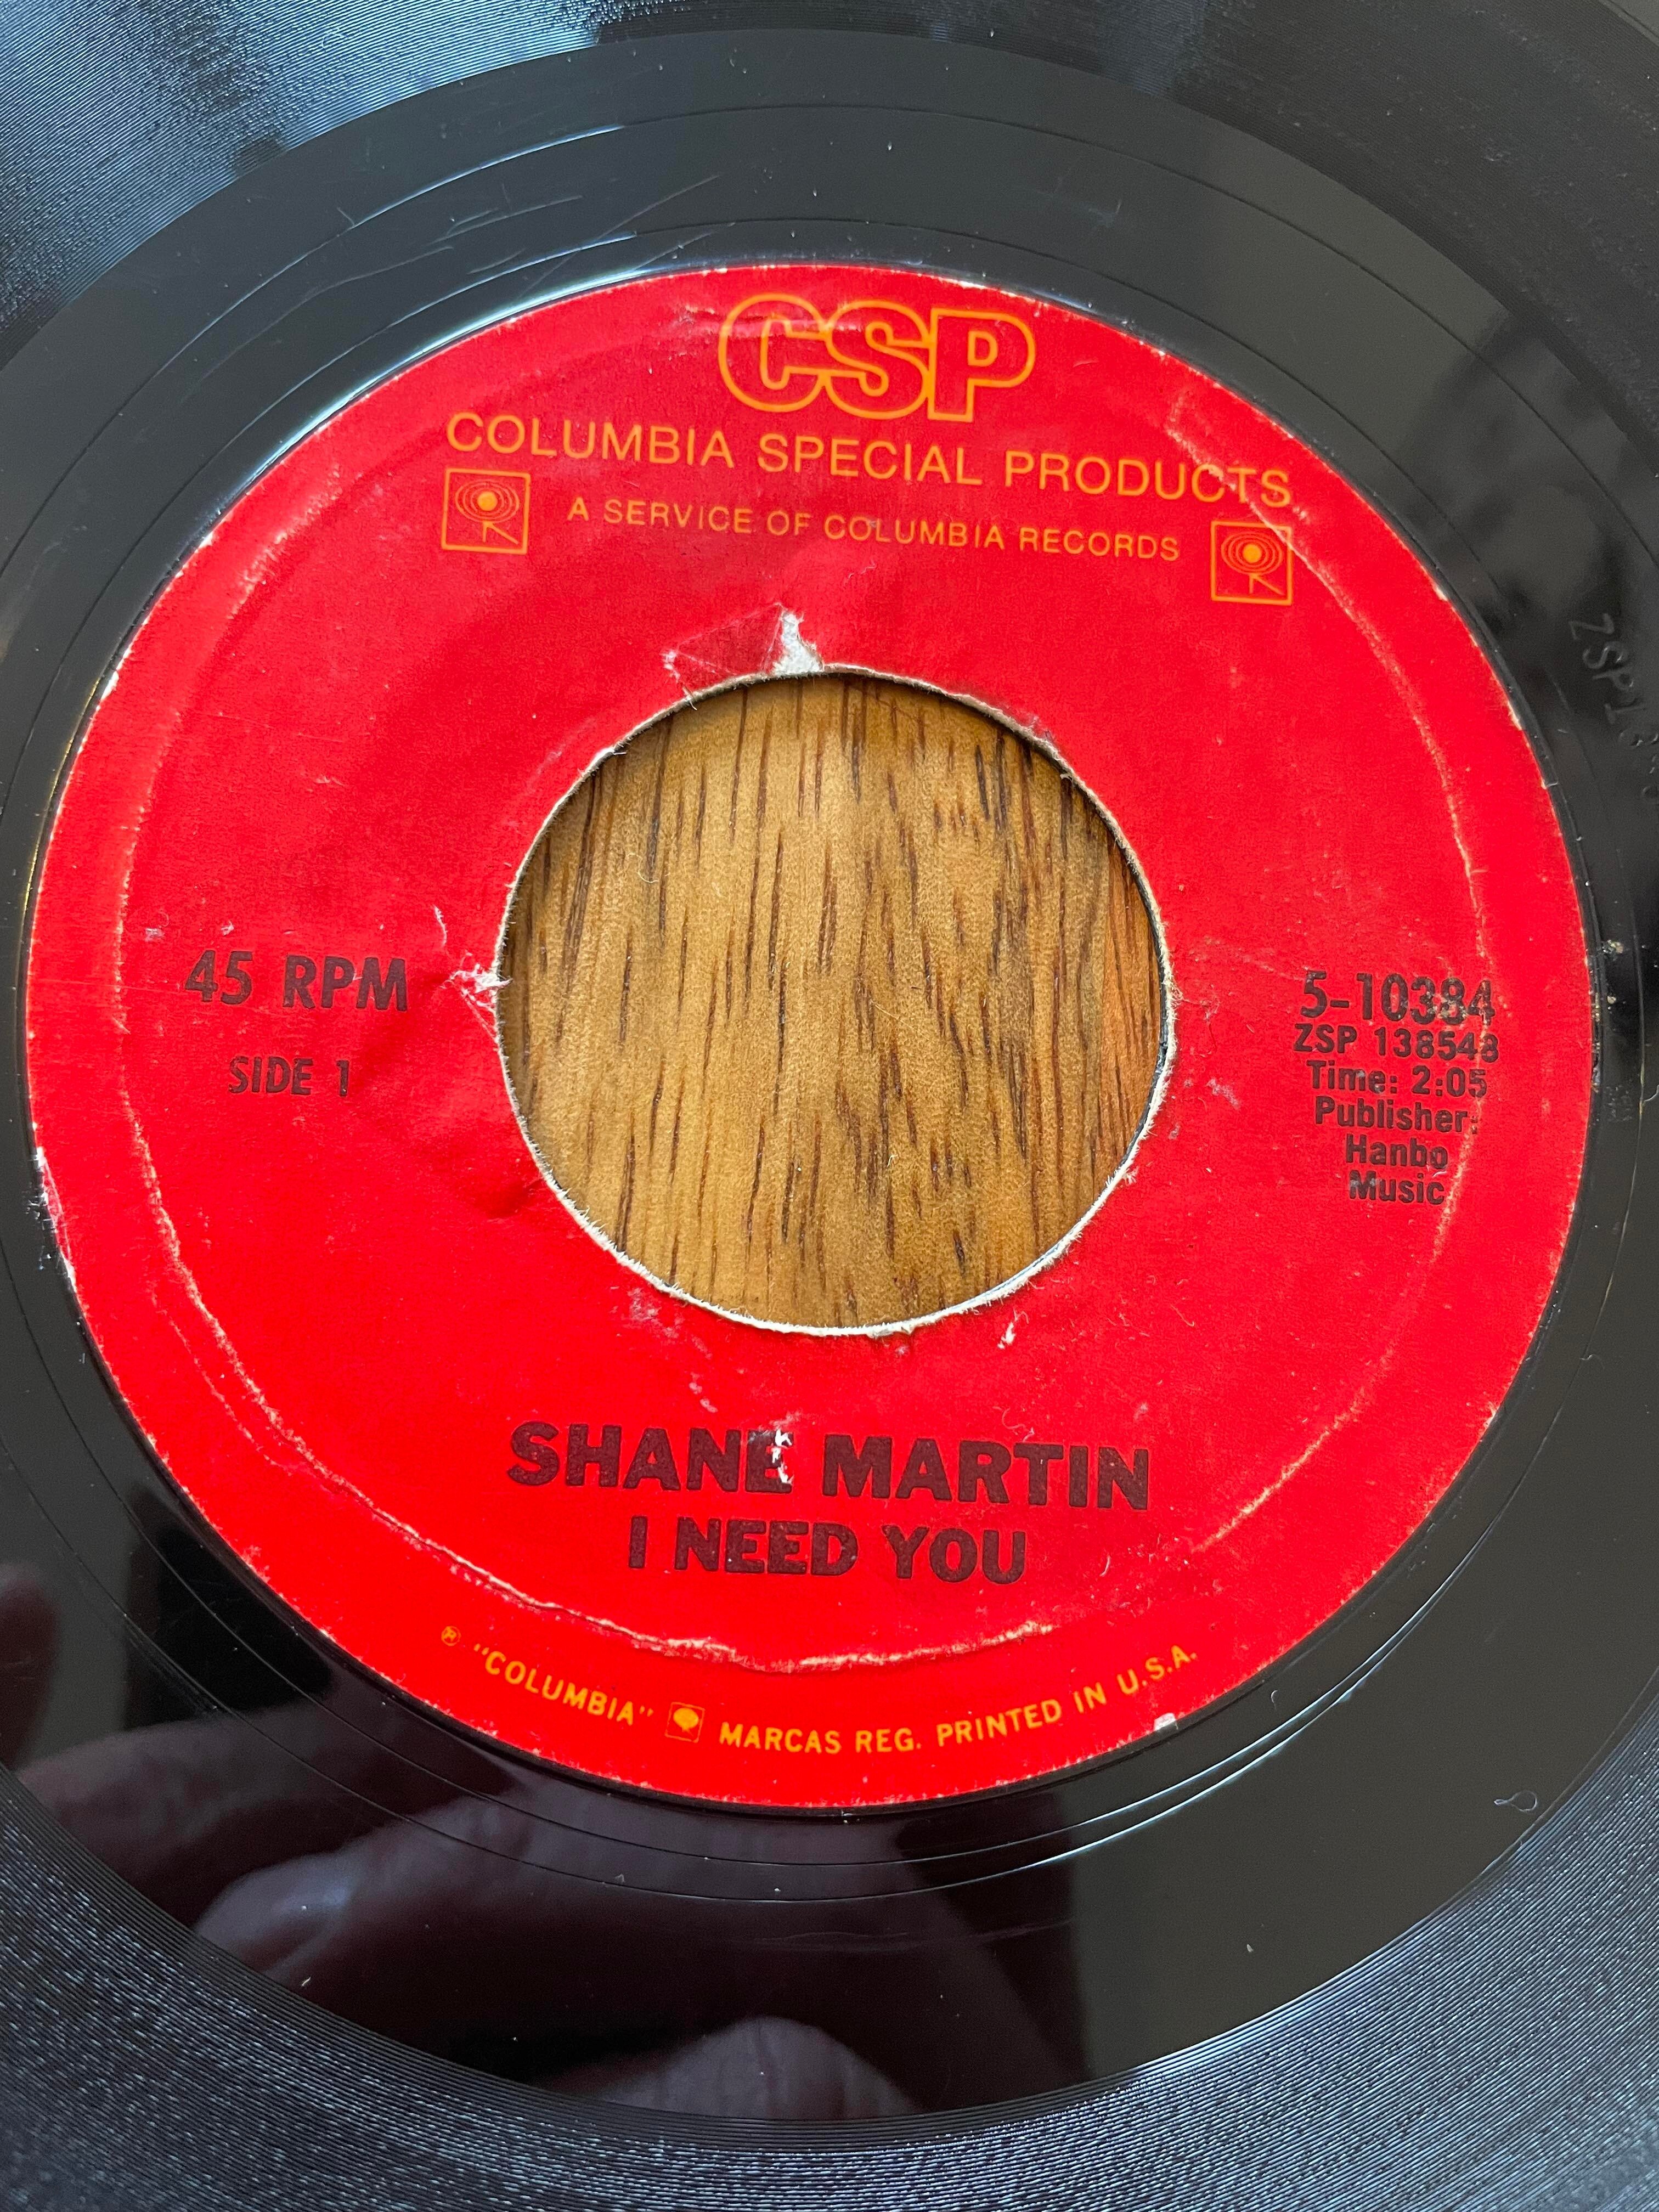 CSP
COLUMBIA SPECIAL PRODUCTS
A SERVICE OF COLUMBIA RECORDS
45 RPM
SIDE 1
5-10384
ZSP 138548
Time: 2:05
Publisher:
Hanbo
Music
SHANE MARTIN
I NEED YOU
® "COLUMBIA" MARCAS REG. PRINTED IN U.S.A.